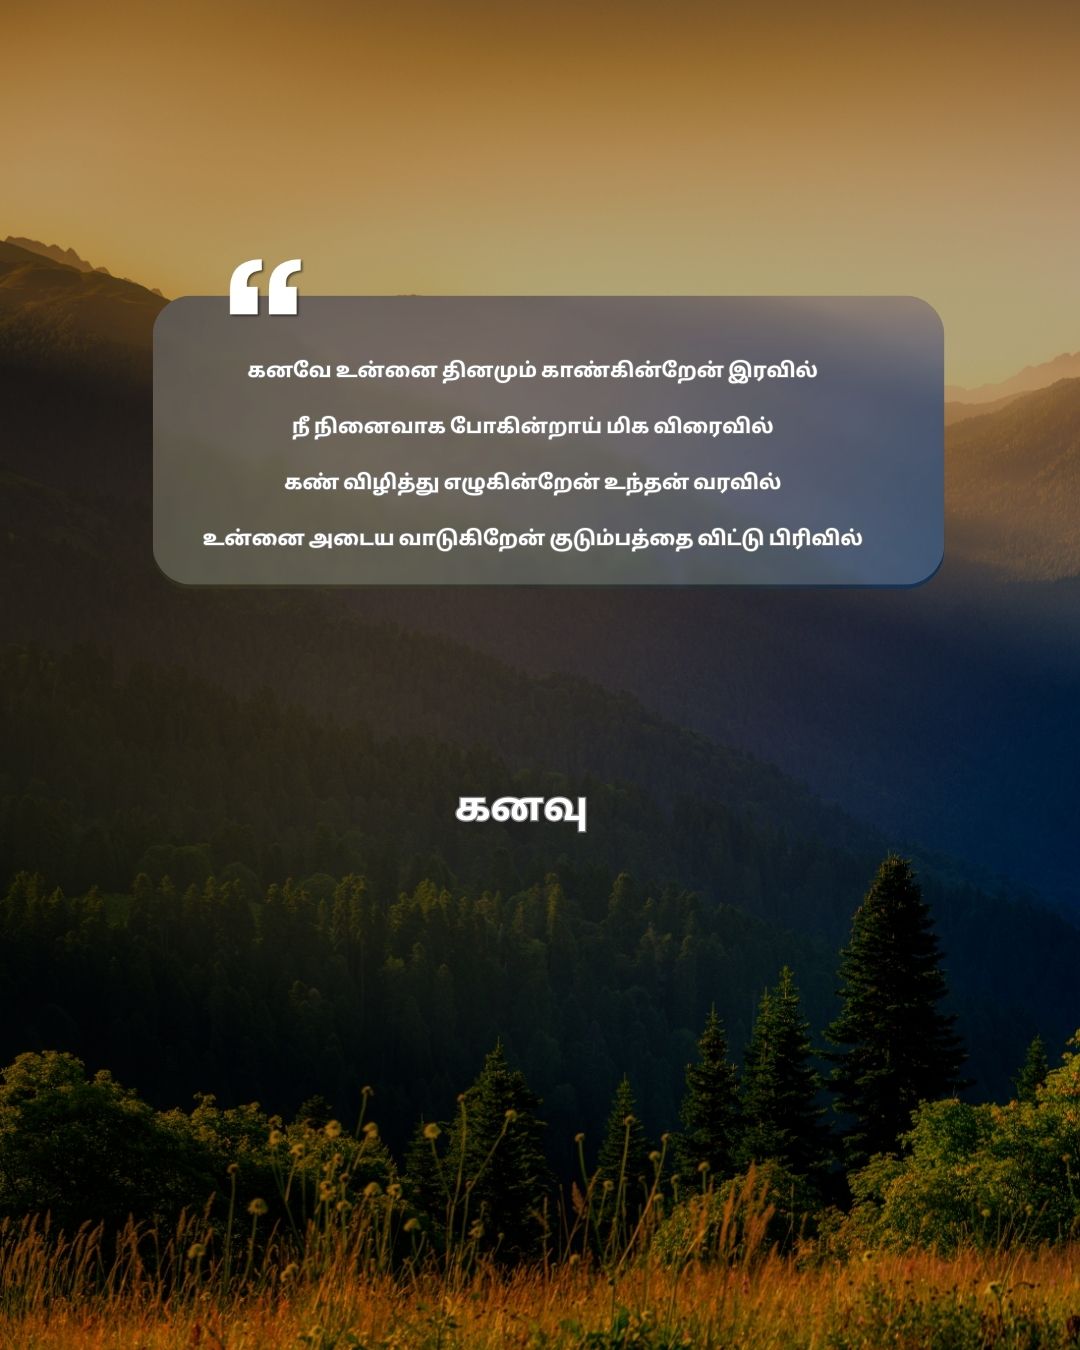 “
கனவே உன்னை தினமும் காண்கின்றேன் இரவில்
நீ நினைவாக போகின்றாய் மிக விரைவில்
கண் விழித்து எழுகின்றேன் உந்தன் வரவில்
உன்னை அடைய வாடுகிறேன் குடும்பத்தை விட்டு பிரிவில்
கனவு